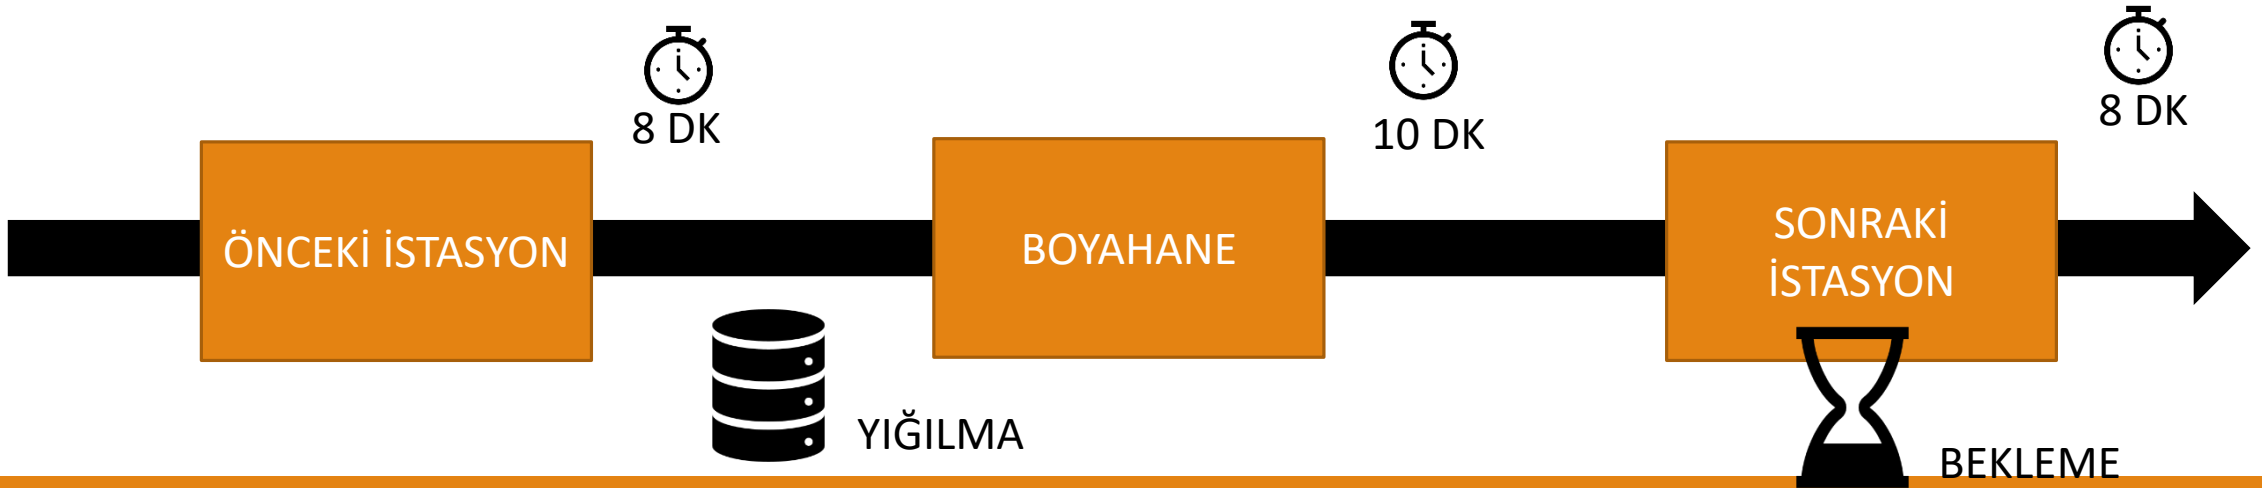 8 DK
10 DK
8 DK
ÖNCEKİ İSTASYON
BOYAHANE
SONRAKİ
İSTASYON
YIĞILMA
BEKLEME